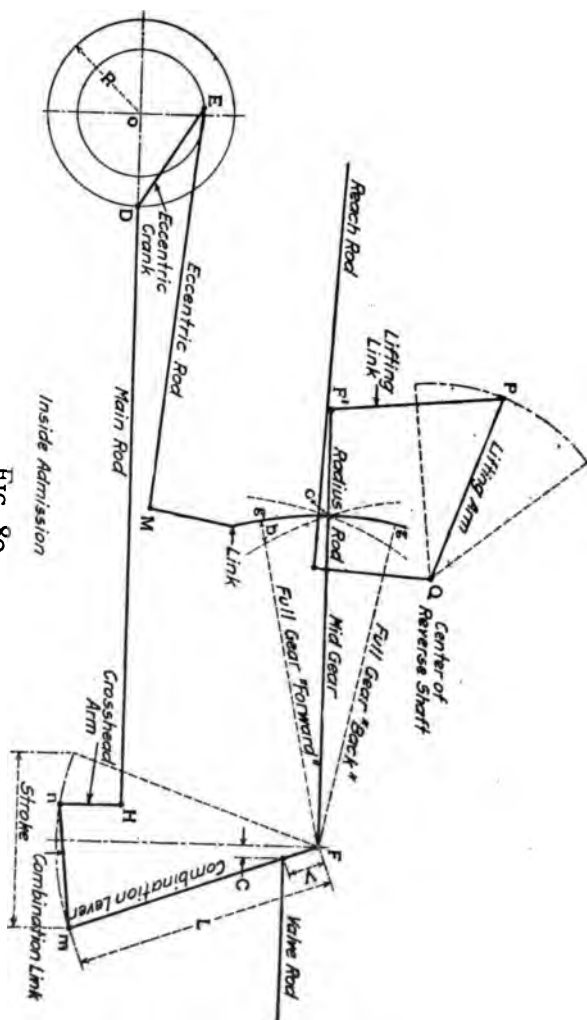 Reach Rod
Lifting
Link
P
Lifting Arm
Q
Center of
Reverse Shaft
Radius Rod
Mid Gear
Full Gear "Back"
Full Gear "Forward"
Link
M
E
R
O
D
Eccentric
Crank
Eccentric Rod
Main Rod
Inside Admission
Crosshead
Arm
H
n
m
Stroke
Combination Link
Combination Lever
L
V
C
F
Valve Rod
FIG.